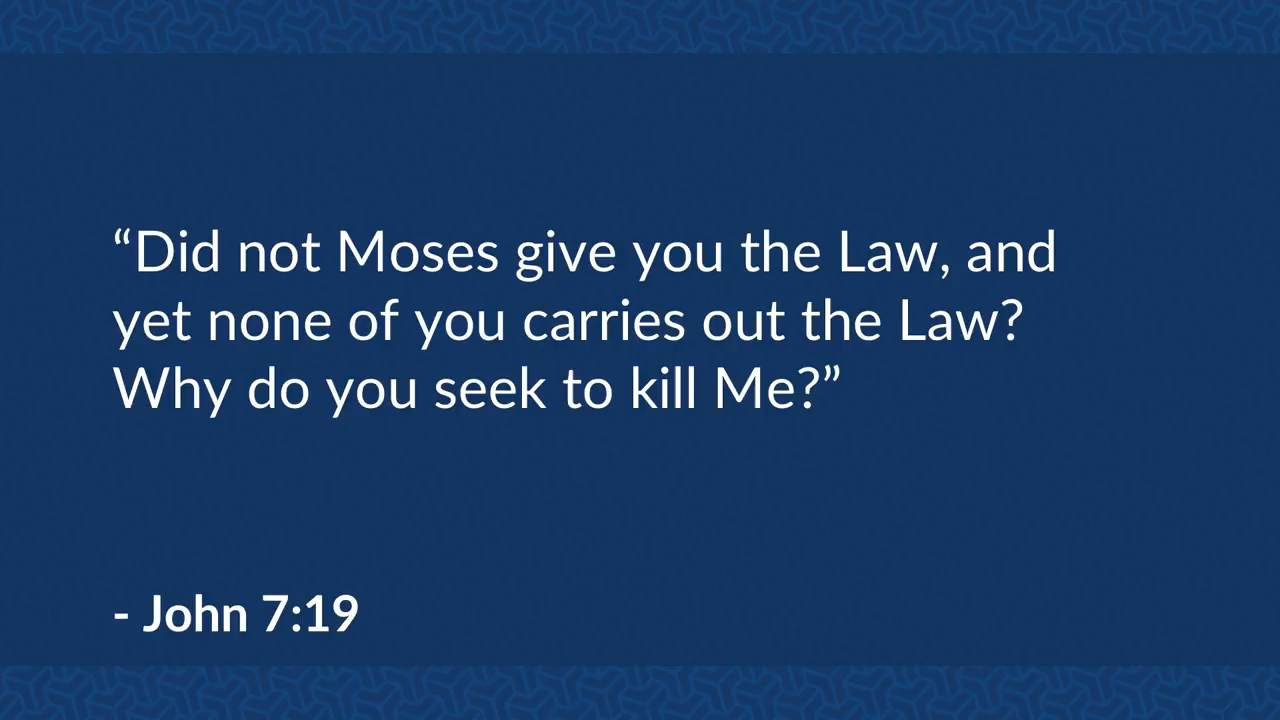 “Did not Moses give you the Law, and
yet none of you carries out the Law?
Why do you seek to kill Me?”
- John 7:19